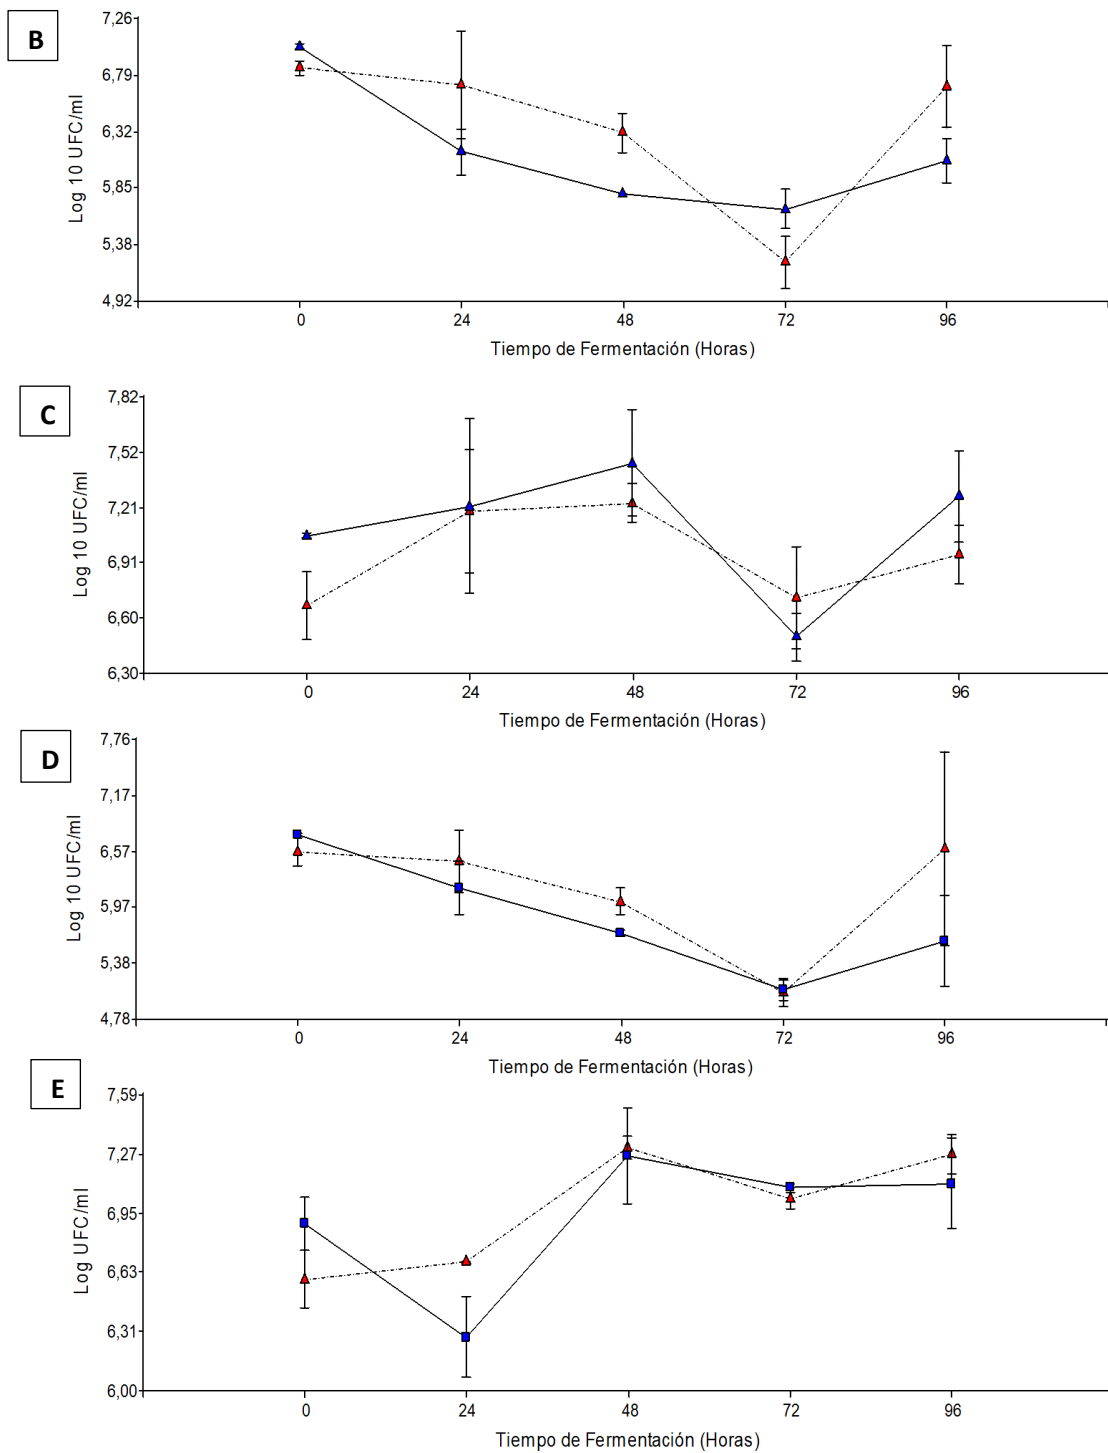 B
7,26
6,79
6,32
5,85
5,38
4,92
Log 10 UFC/ml
0 24 48 72 96
Tiempo de Fermentación (Horas)
C
7,82
7,52
7,21
6,91
6,60
6,30
Log 10 UFC/ml
0 24 48 72 96
Tiempo de Fermentación (Horas)
D
7,76
7,17
6,57
5,97
5,38
4,78
Log 10 UFC/ml
0 24 48 72 96
Tiempo de Fermentación (Horas)
E
7,59
7,27
6,95
6,63
6,31
6,00
Log UFC/ml
0 24 48 72 96
Tiempo de Fermentación (Horas)